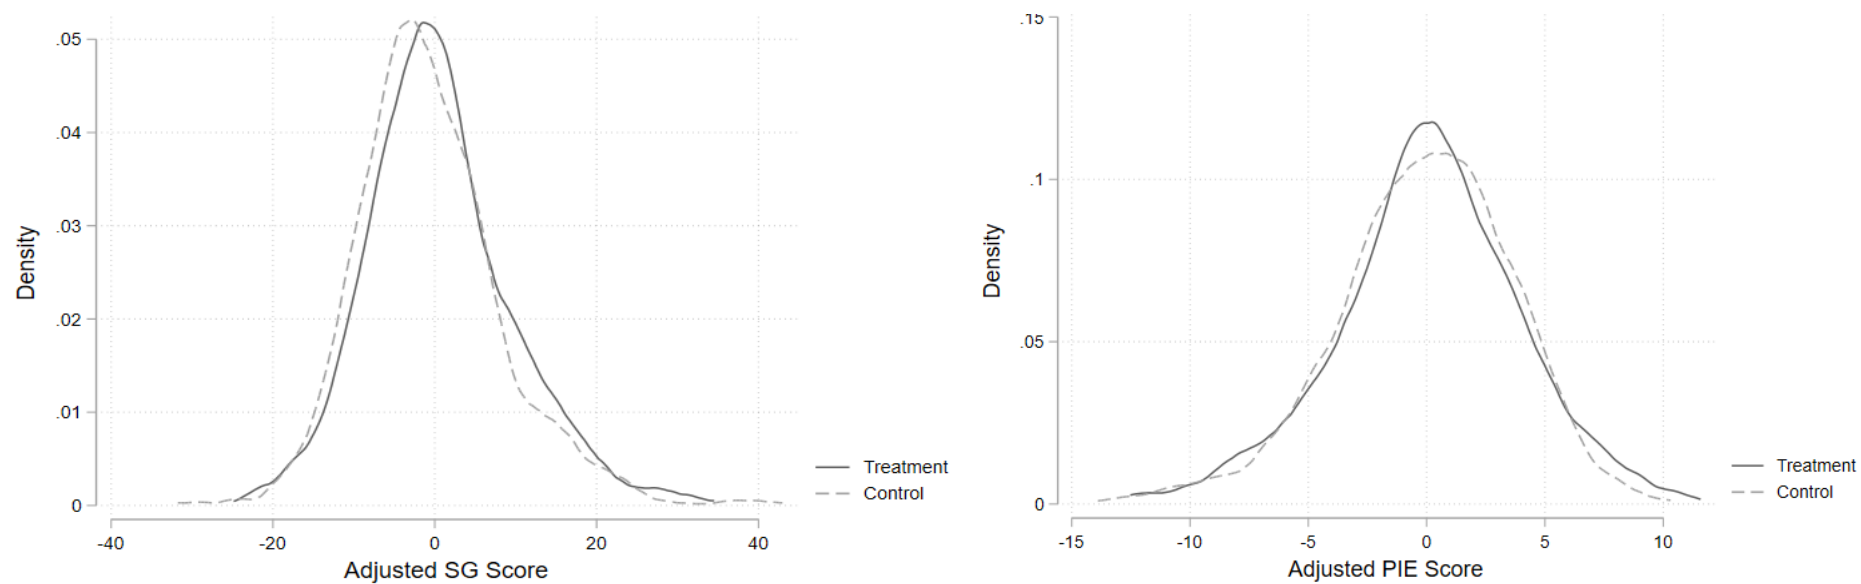 .05
.04
.03
.02
.01
0
Density
-40 -20 0 20 40
Adjusted SG Score
Treatment
Control
.15
.1
.05
0
Density
-15 -10 -5 0 5 10
Adjusted PIE Score
Treatment
Control